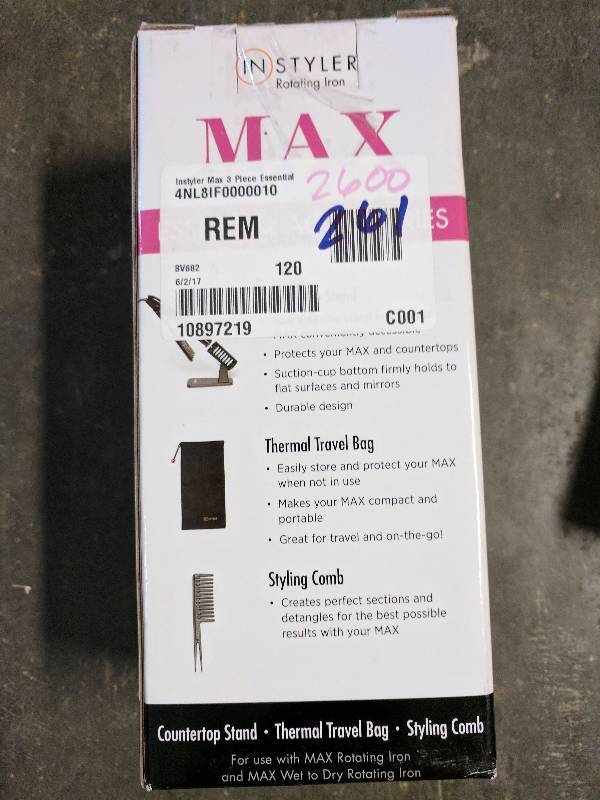 INSTYLER
Rotating Iron
MAX
Instyler Max 3 Piece Essential
4NL8IF0000010
2600
REM
261
ES
BV682
120
6/2/17
10897219
C001
MAX conveniently accessible
• Protects your MAX and countertops
• Suction-cup bottom firmly holds to
flat surfaces and mirrors
• Durable design
Thermal Travel Bag
• Easily store and protect your MAX
when not in use
• Makes your MAX compact and
portable
• Great for travel and on-the-go!
Styling Comb
• Creates perfect sections and
detangles for the best possible
results with your MAX
Countertop Stand • Thermal Travel Bag • Styling Comb
For use with MAX Rotating Iron
and MAX Wet to Dry Rotating Iron